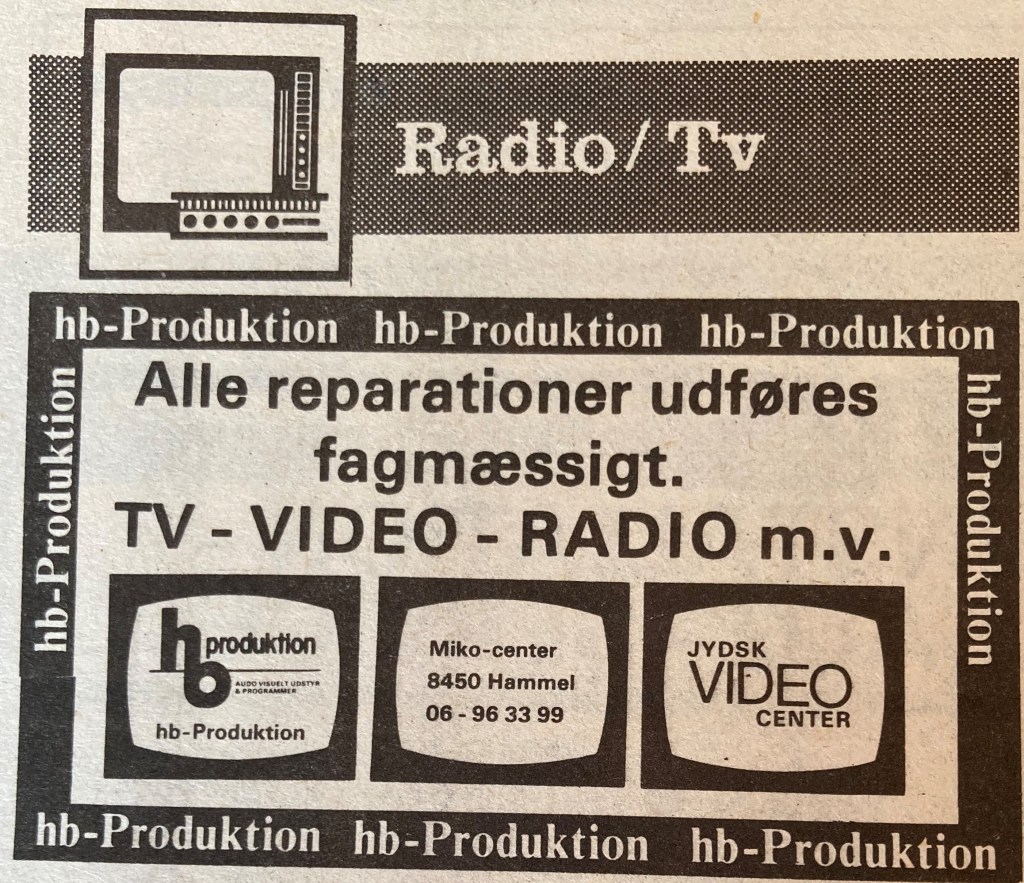 Radio/Tv
hb-Produktion hb-Produktion hb-Produktion
hb-Produktion
hb-Produktion
Alle reparationer udføres
fagmæssigt.
TV - VIDEO - RADIO m.v.
hb produktion
AUDO VISUELT UDSTYR
& PROGRAMMER
hb-Produktion
Miko-center
8450 Hammel
06 - 96 33 99
JYDSK
VIDEO
CENTER
hb-Produktion hb-Produktion hb-Produktion